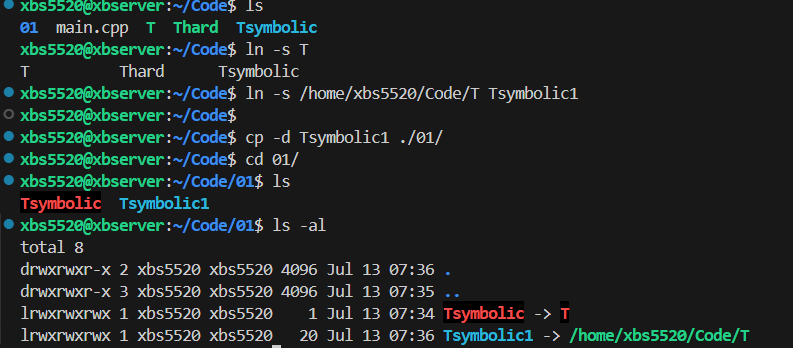 xbs5520@xbserver:~/Code$ ls
01  main.cpp  T  Thard  Tsymbolic
xbs5520@xbserver:~/Code$ ln -s T
T          Thard      Tsymbolic
xbs5520@xbserver:~/Code$ ln -s /home/xbs5520/Code/T Tsymbolic1
xbs5520@xbserver:~/Code$
xbs5520@xbserver:~/Code$ cp -d Tsymbolic1 ./01/
xbs5520@xbserver:~/Code$ cd 01/
xbs5520@xbserver:~/Code/01$ ls
Tsymbolic  Tsymbolic1
xbs5520@xbserver:~/Code/01$ ls -al
total 8
drwxrwxr-x 2 xbs5520 xbs5520 4096 Jul 13 07:36 .
drwxrwxr-x 3 xbs5520 xbs5520 4096 Jul 13 07:35 ..
lrwxrwxrwx 1 xbs5520 xbs5520    1 Jul 13 07:34 Tsymbolic -> T
lrwxrwxrwx 1 xbs5520 xbs5520   20 Jul 13 07:36 Tsymbolic1 -> /home/xbs5520/Code/T